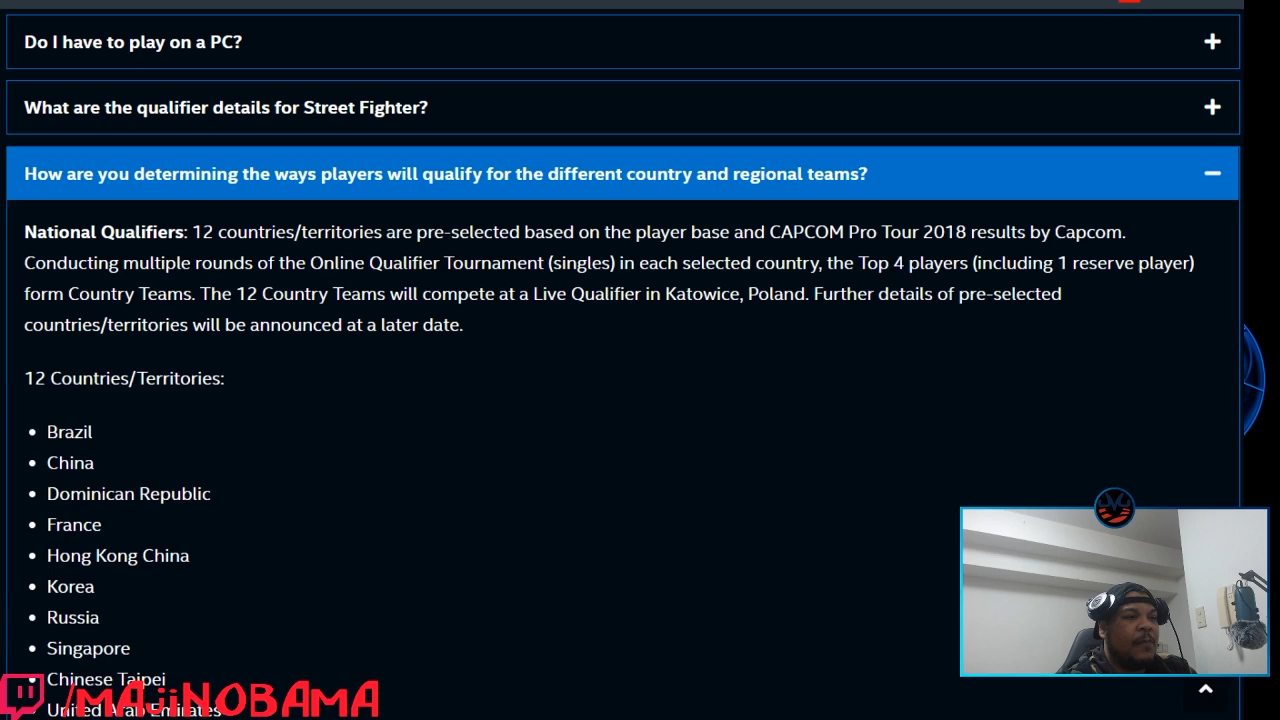 Do I have to play on a PC?
What are the qualifier details for Street Fighter?
How are you determining the ways players will qualify for the different country and regional teams?
National Qualifiers: 12 countries/territories are pre-selected based on the player base and CAPCOM Pro Tour 2018 results by Capcom.
Conducting multiple rounds of the Online Qualifier Tournament (singles) in each selected country, the Top 4 players (including 1 reserve player)
form Country Teams. The 12 Country Teams will compete at a Live Qualifier in Katowice, Poland. Further details of pre-selected
countries/territories will be announced at a later date.
12 Countries/Territories:
• Brazil
• China
• Dominican Republic
• France
• Hong Kong China
• Korea
• Russia
• Singapore
• Chinese Taipei
• United Arab Emirates
/MAjiNOBAMA